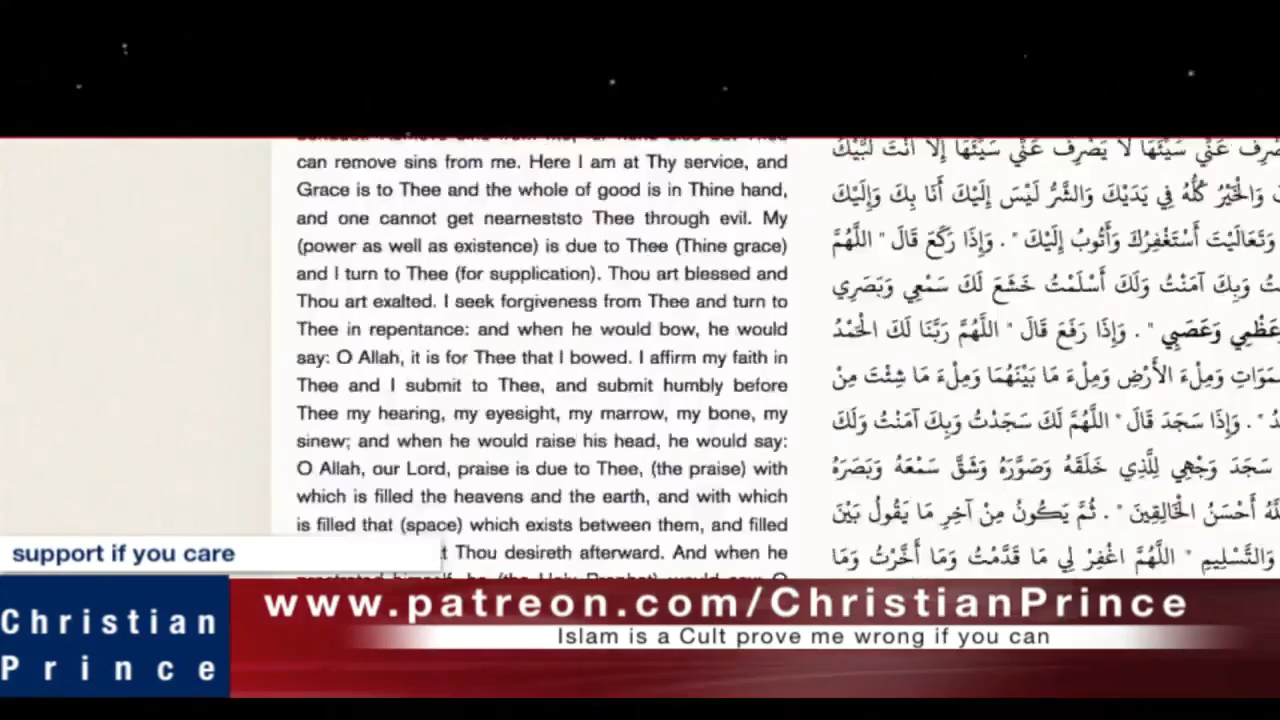 can remove sins from me. Here I am at Thy service, and
Grace is to Thee and the whole of good is in Thine hand,
and one cannot get nearneststo Thee through evil. My
(power as well as existence) is due to Thee (Thine grace)
and I turn to Thee (for supplication). Thou art blessed and
Thou art exalted. I seek forgiveness from Thee and turn to
Thee in repentance: and when he would bow, he would
say: O Allah, it is for Thee that I bowed. I affirm my faith in
Thee and I submit to Thee, and submit humbly before
Thee my hearing, my eyesight, my marrow, my bone, my
sinew; and when he would raise his head, he would say:
O Allah, our Lord, praise is due to Thee, (the praise) with
which is filled the heavens and the earth, and with which
is filled that (space) which exists between them, and filled
Thou desireth afterward. And when he
عَنِّي سَيِّئَهَا لاَ يَصْرِفُ عَنِّي سَيِّئَهَا إِلاَّ أَنْتَ لَبَّيْكَ
وَالْخَيْرُ كُلُّهُ فِي يَدَيْكَ وَالشَّرُّ لَيْسَ إِلَيْكَ أَنَا بِكَ وَإِلَيْكَ
وَتَعَالَيْتَ أَسْتَغْفِرُكَ وَأَتُوبُ إِلَيْكَ " . وَإِذَا رَكَعَ قَالَ " اللَّهُمَّ
وَبِكَ آمَنْتُ وَلَكَ أَسْلَمْتُ خَشَعَ لَكَ سَمْعِي وَبَصَرِي
وَعَظْمِي وَعَصَبِي " . وَإِذَا رَفَعَ قَالَ " اللَّهُمَّ رَبَّنَا لَكَ الْحَمْدُ
وَمِلْءَ الأَرْضِ وَمِلْءَ مَا بَيْنَهُمَا وَمِلْءَ مَا شِئْتَ مِنْ
" . وَإِذَا سَجَدَ قَالَ " اللَّهُمَّ لَكَ سَجَدْتُ وَبِكَ آمَنْتُ وَلَكَ
سَجَدَ وَجْهِي لِلَّذِي خَلَقَهُ وَصَوَّرَهُ وَشَقَّ سَمْعَهُ وَبَصَرَهُ
أَحْسَنُ الْخَالِقِينَ " . ثُمَّ يَكُونُ مِنْ آخِرِ مَا يَقُولُ بَيْنَ
وَالتَّسْلِيمِ " اللَّهُمَّ اغْفِرْ لِي مَا قَدَّمْتُ وَمَا أَخَّرْتُ وَمَا
support if you care
Christian
Prince
www.patreon.com/ChristianPrince
Islam is a Cult prove me wrong if you can